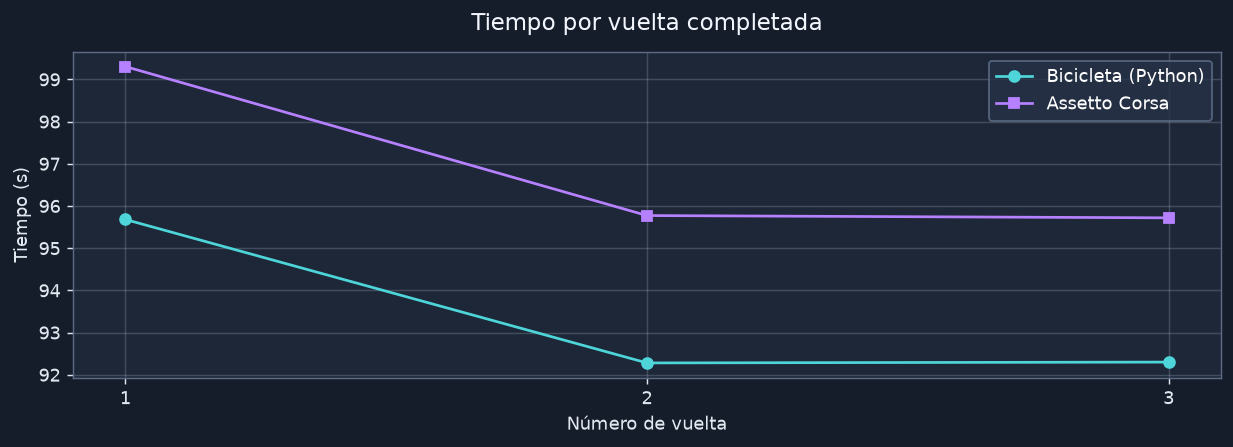 Tiempo por vuelta completada
Bicicleta (Python)
Assetto Corsa
Tiempo (s)
99
98
97
96
95
94
93
92
1
2
3
Número de vuelta